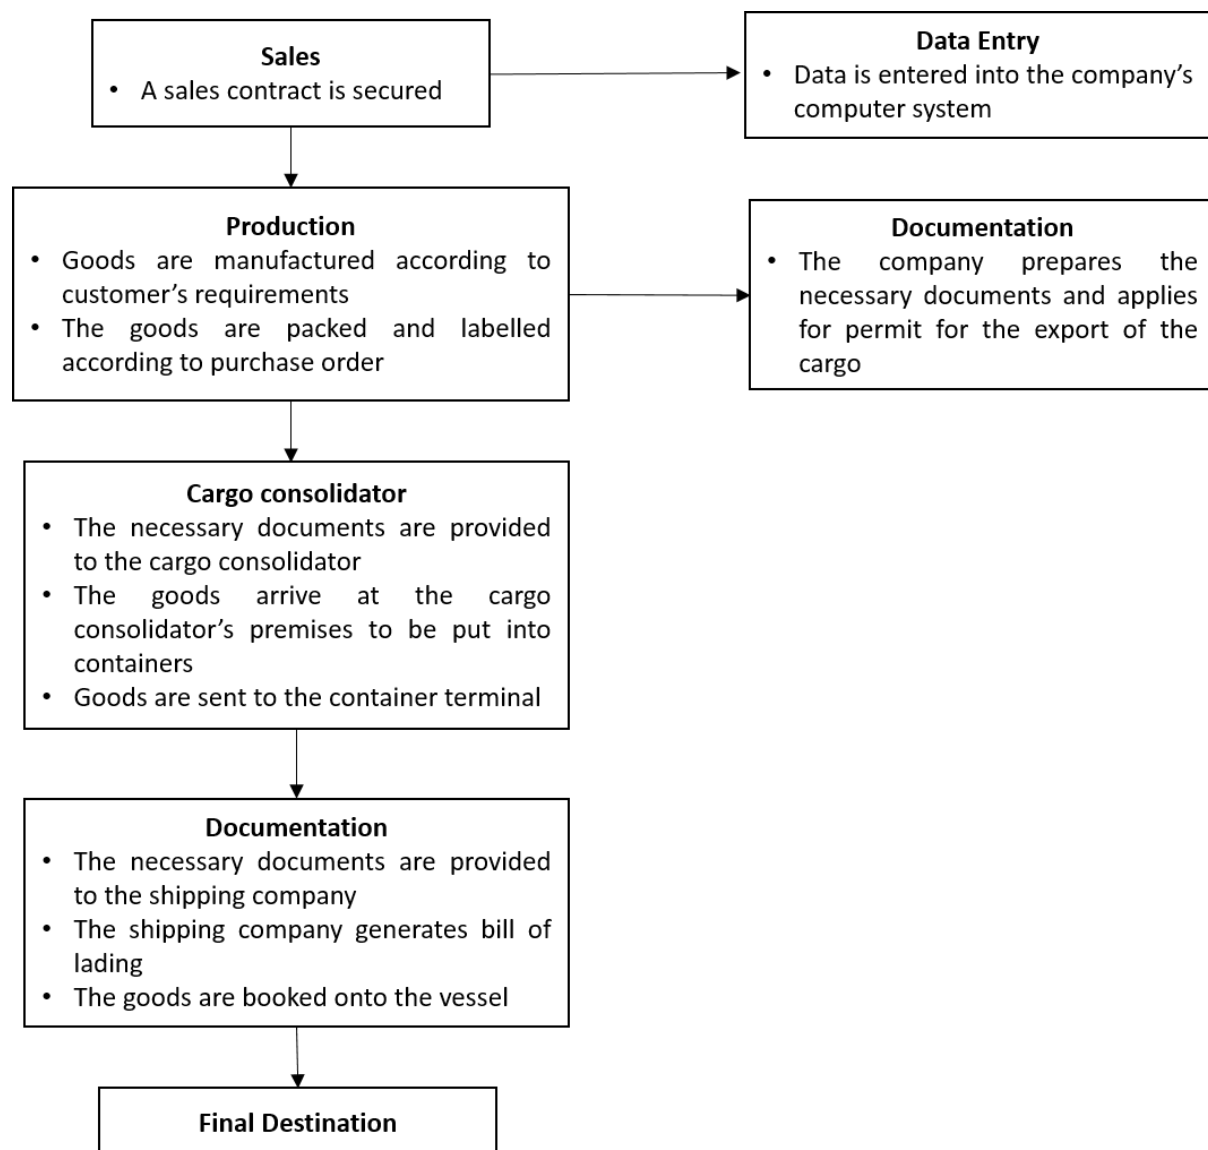 Sales
• A sales contract is secured
Data Entry
• Data is entered into the company’s
computer system
Production
• Goods are manufactured according to
customer’s requirements
• The goods are packed and labelled
according to purchase order
Documentation
• The company prepares the
necessary documents and applies
for permit for the export of the
cargo
Cargo consolidator
• The necessary documents are provided
to the cargo consolidator
• The goods arrive at the cargo
consolidator’s premises to be put into
containers
• Goods are sent to the container terminal
Documentation
• The necessary documents are provided
to the shipping company
• The shipping company generates bill of
lading
• The goods are booked onto the vessel
Final Destination